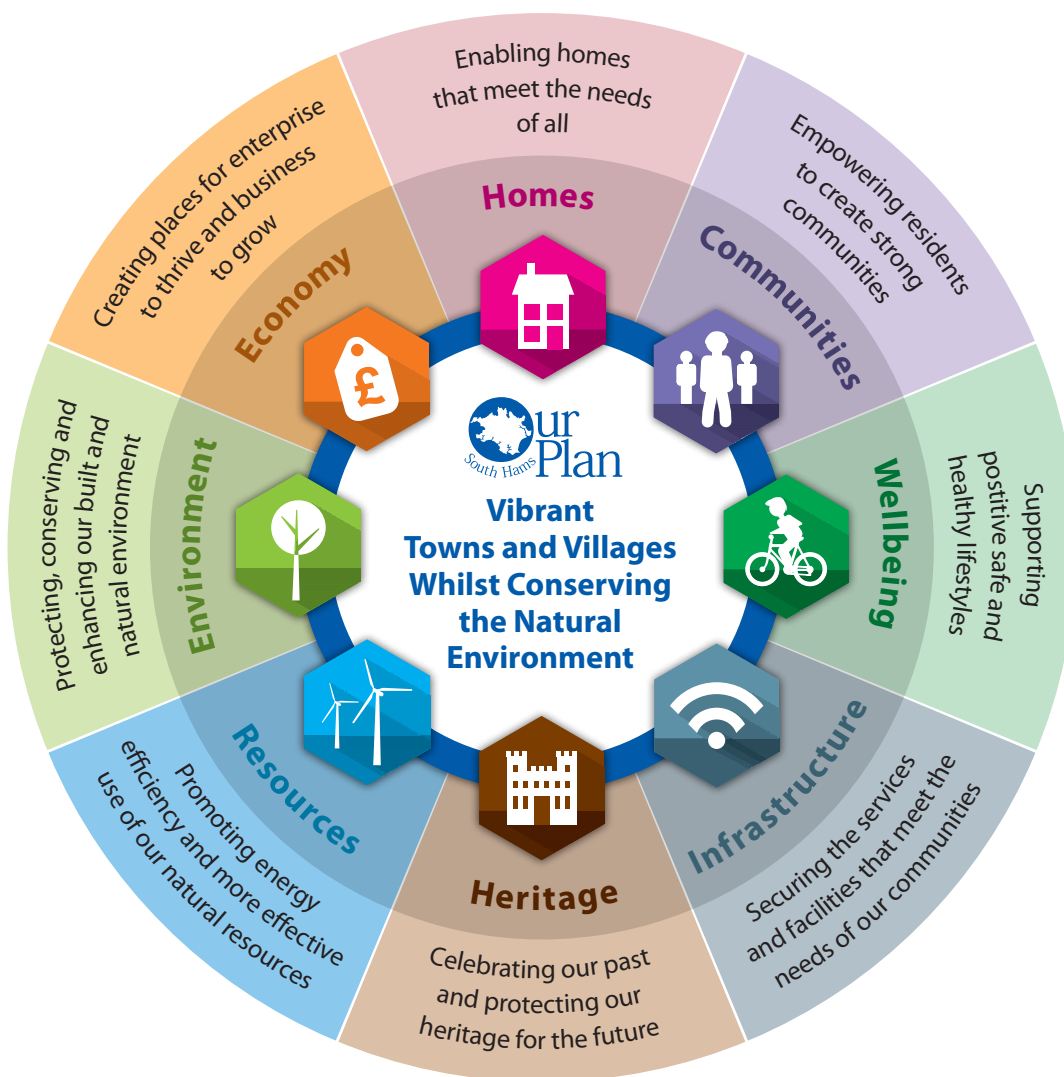 Enabling homes
that meet the needs
of all
Homes
Empowering residents
to create strong
communities
Communities
Supporting
postitive safe and
healthy lifestyles
Wellbeing
Infrastructure
Securing the services
and facilities that meet the
needs of our communities
Heritage
Celebrating our past
and protecting our
heritage for the future
Resources
Promoting energy
efficiency and more effective
use of our natural resources
Protecting, conserving and
enhancing our built and
natural environment
Environment
Creating places for enterprise
to thrive and business
to grow
Economy
£
Our
Plan
South Hams
Vibrant
Towns and Villages
Whilst Conserving
the Natural
Environment